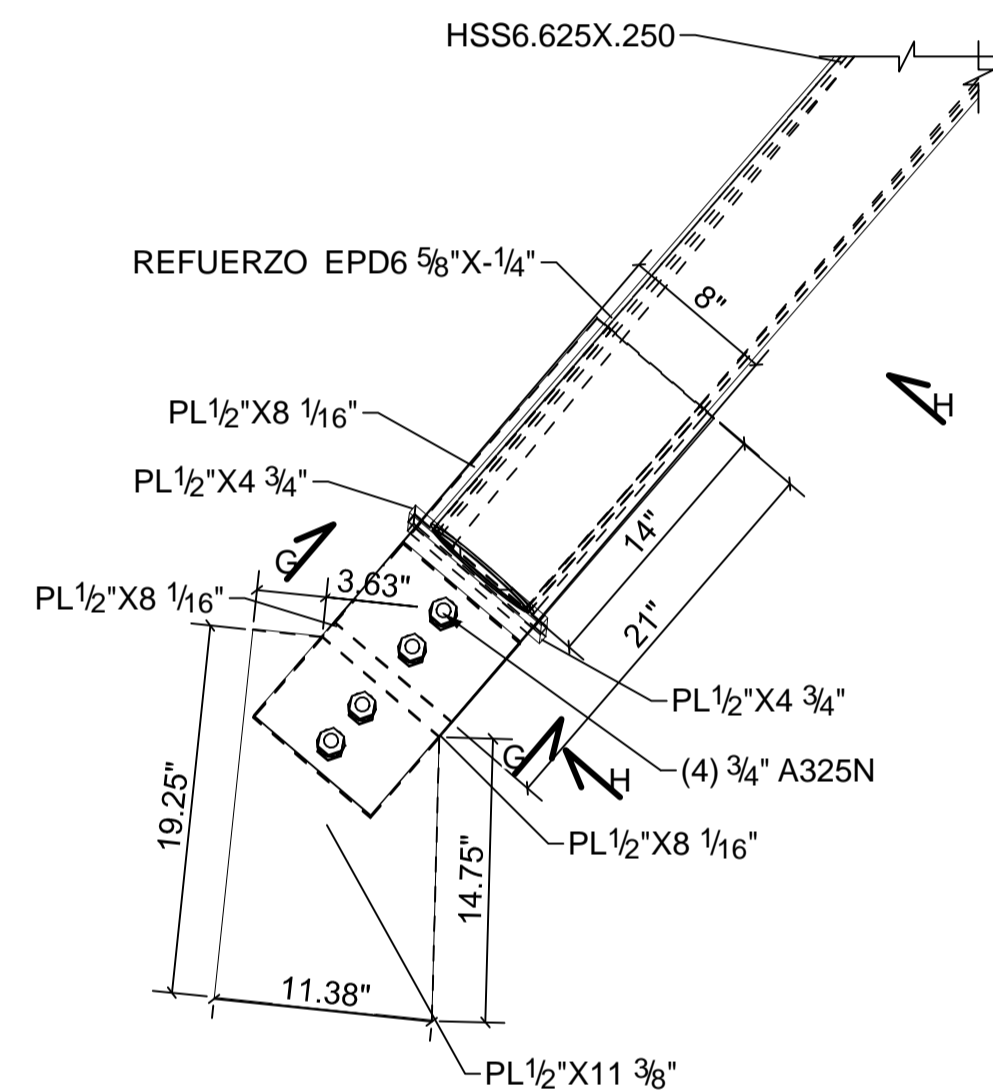 HSS6.625X.250
REFUERZO EPD6 5/8"X-1/4"
8"
H
PL1/2"X8 1/16"
PL1/2"X4 3/4"
14"
21"
G
3.63"
PL1/2"X8 1/16"
PL1/2"X4 3/4"
G
H
(4) 3/4" A325N
PL1/2"X8 1/16"
19.25"
14.75"
11.38"
PL1/2"X11 3/8"